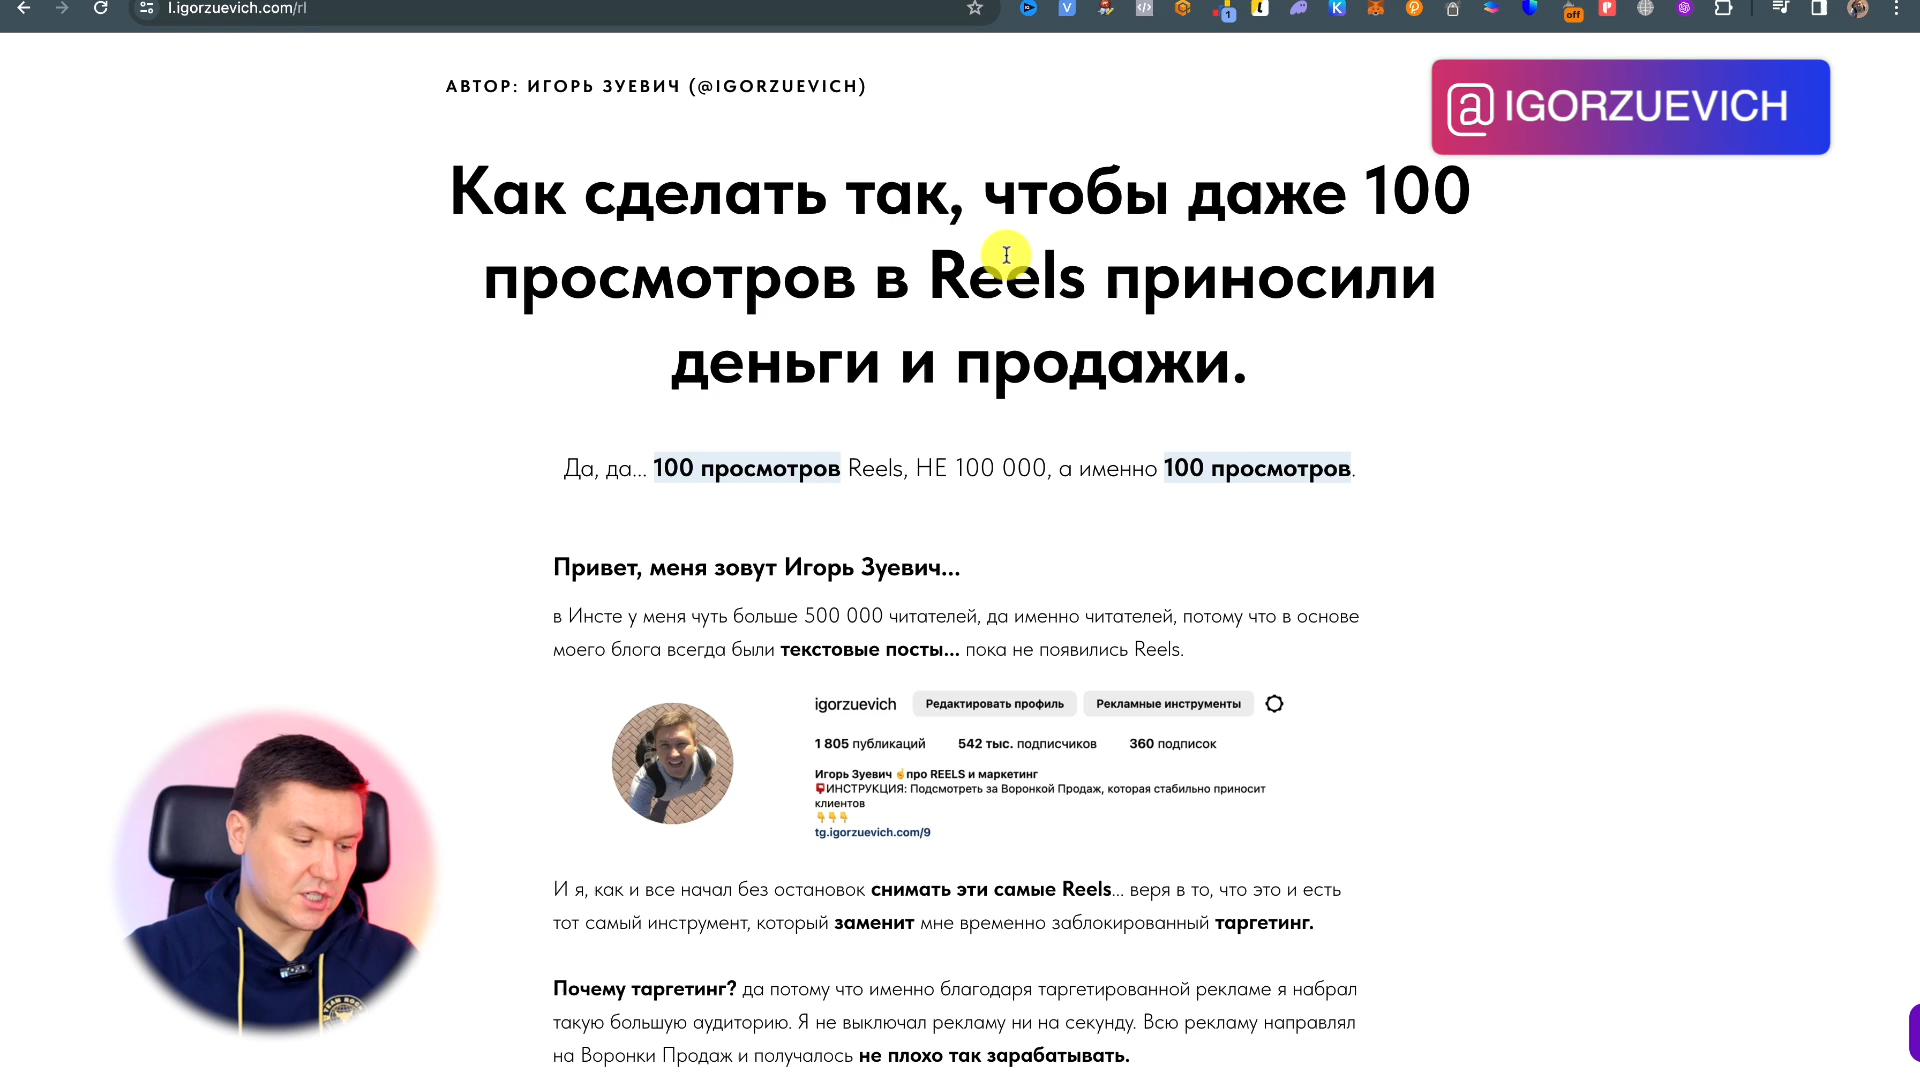 l.igorzuevich.com/rl
1
off
АВТОР: ИГОРЬ ЗУЕВИЧ (@IGORZUEVICH)
@IGORZUEVICH
Как сделать так, чтобы даже 100
просмотров в Reels приносили
деньги и продажи.
Да, да... 100 просмотров Reels, НЕ 100 000, а именно 100 просмотров.
Привет, меня зовут Игорь Зуевич...
в Инсте у меня чуть больше 500 000 читателей, да именно читателей, потому что в основе
моего блога всегда были текстовые посты... пока не появились Reels.
igorzuevich Редактировать профиль Рекламные инструменты
1 805 публикаций 542 тыс. подписчиков 360 подписок
Игорь Зуевич ☝про REELS и маркетинг
📮ИНСТРУКЦИЯ: Подсмотреть за Воронкой Продаж, которая стабильно приносит
клиентов
👇👇👇
tg.igorzuevich.com/9
И я, как и все начал без остановок снимать эти самые Reels... веря в то, что это и есть
тот самый инструмент, который заменит мне временно заблокированный таргетинг.
Почему таргетинг? да потому что именно благодаря таргетированной рекламе я набрал
такую большую аудиторию. Я не выключал рекламу ни на секунду. Всю рекламу направлял
на Воронки Продаж и получалось не плохо так зарабатывать.